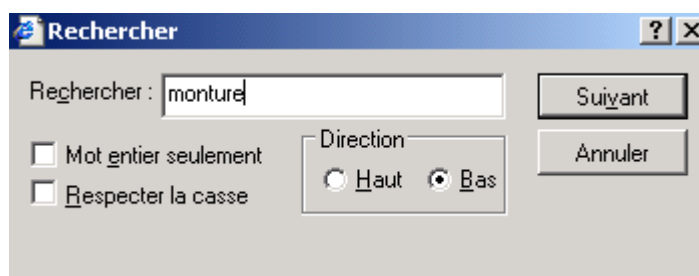 Rechercher
Rechercher : monture
Suivant
Mot entier seulement
Direction
Annuler
Respecter la casse
Haut
Bas